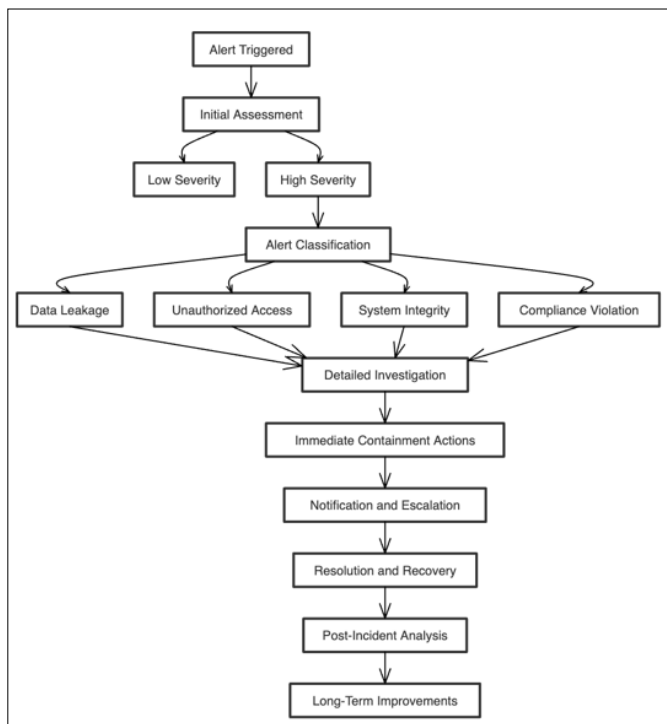 Alert Triggered
Initial Assessment
Low Severity
High Severity
Alert Classification
Data Leakage
Unauthorized Access
System Integrity
Compliance Violation
Detailed Investigation
Immediate Containment Actions
Notification and Escalation
Resolution and Recovery
Post-Incident Analysis
Long-Term Improvements